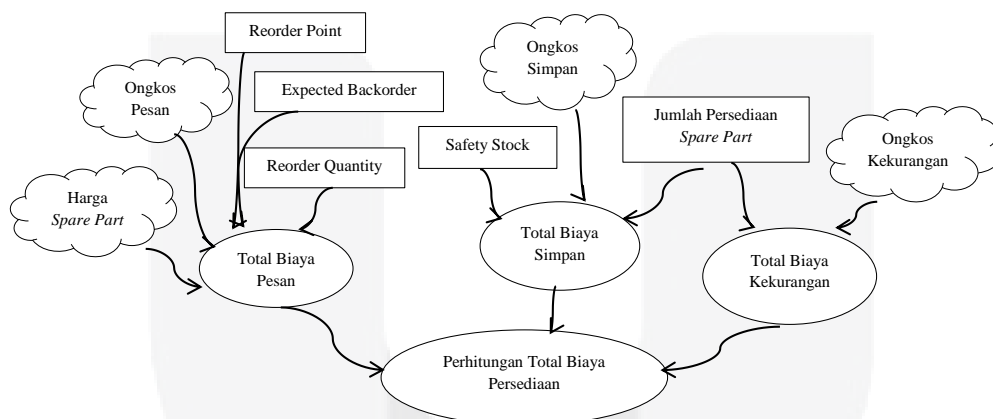 Reorder Point
Ongkos
Simpan
Ongkos
Pesan
Expected Backorder
Jumlah Persediaan
Spare Part
Ongkos
Kekurangan
Safety Stock
Reorder Quantity
Harga
Spare Part
Total Biaya
Pesan
Total Biaya
Simpan
Total Biaya
Kekurangan
Perhitungan Total Biaya
Persediaan